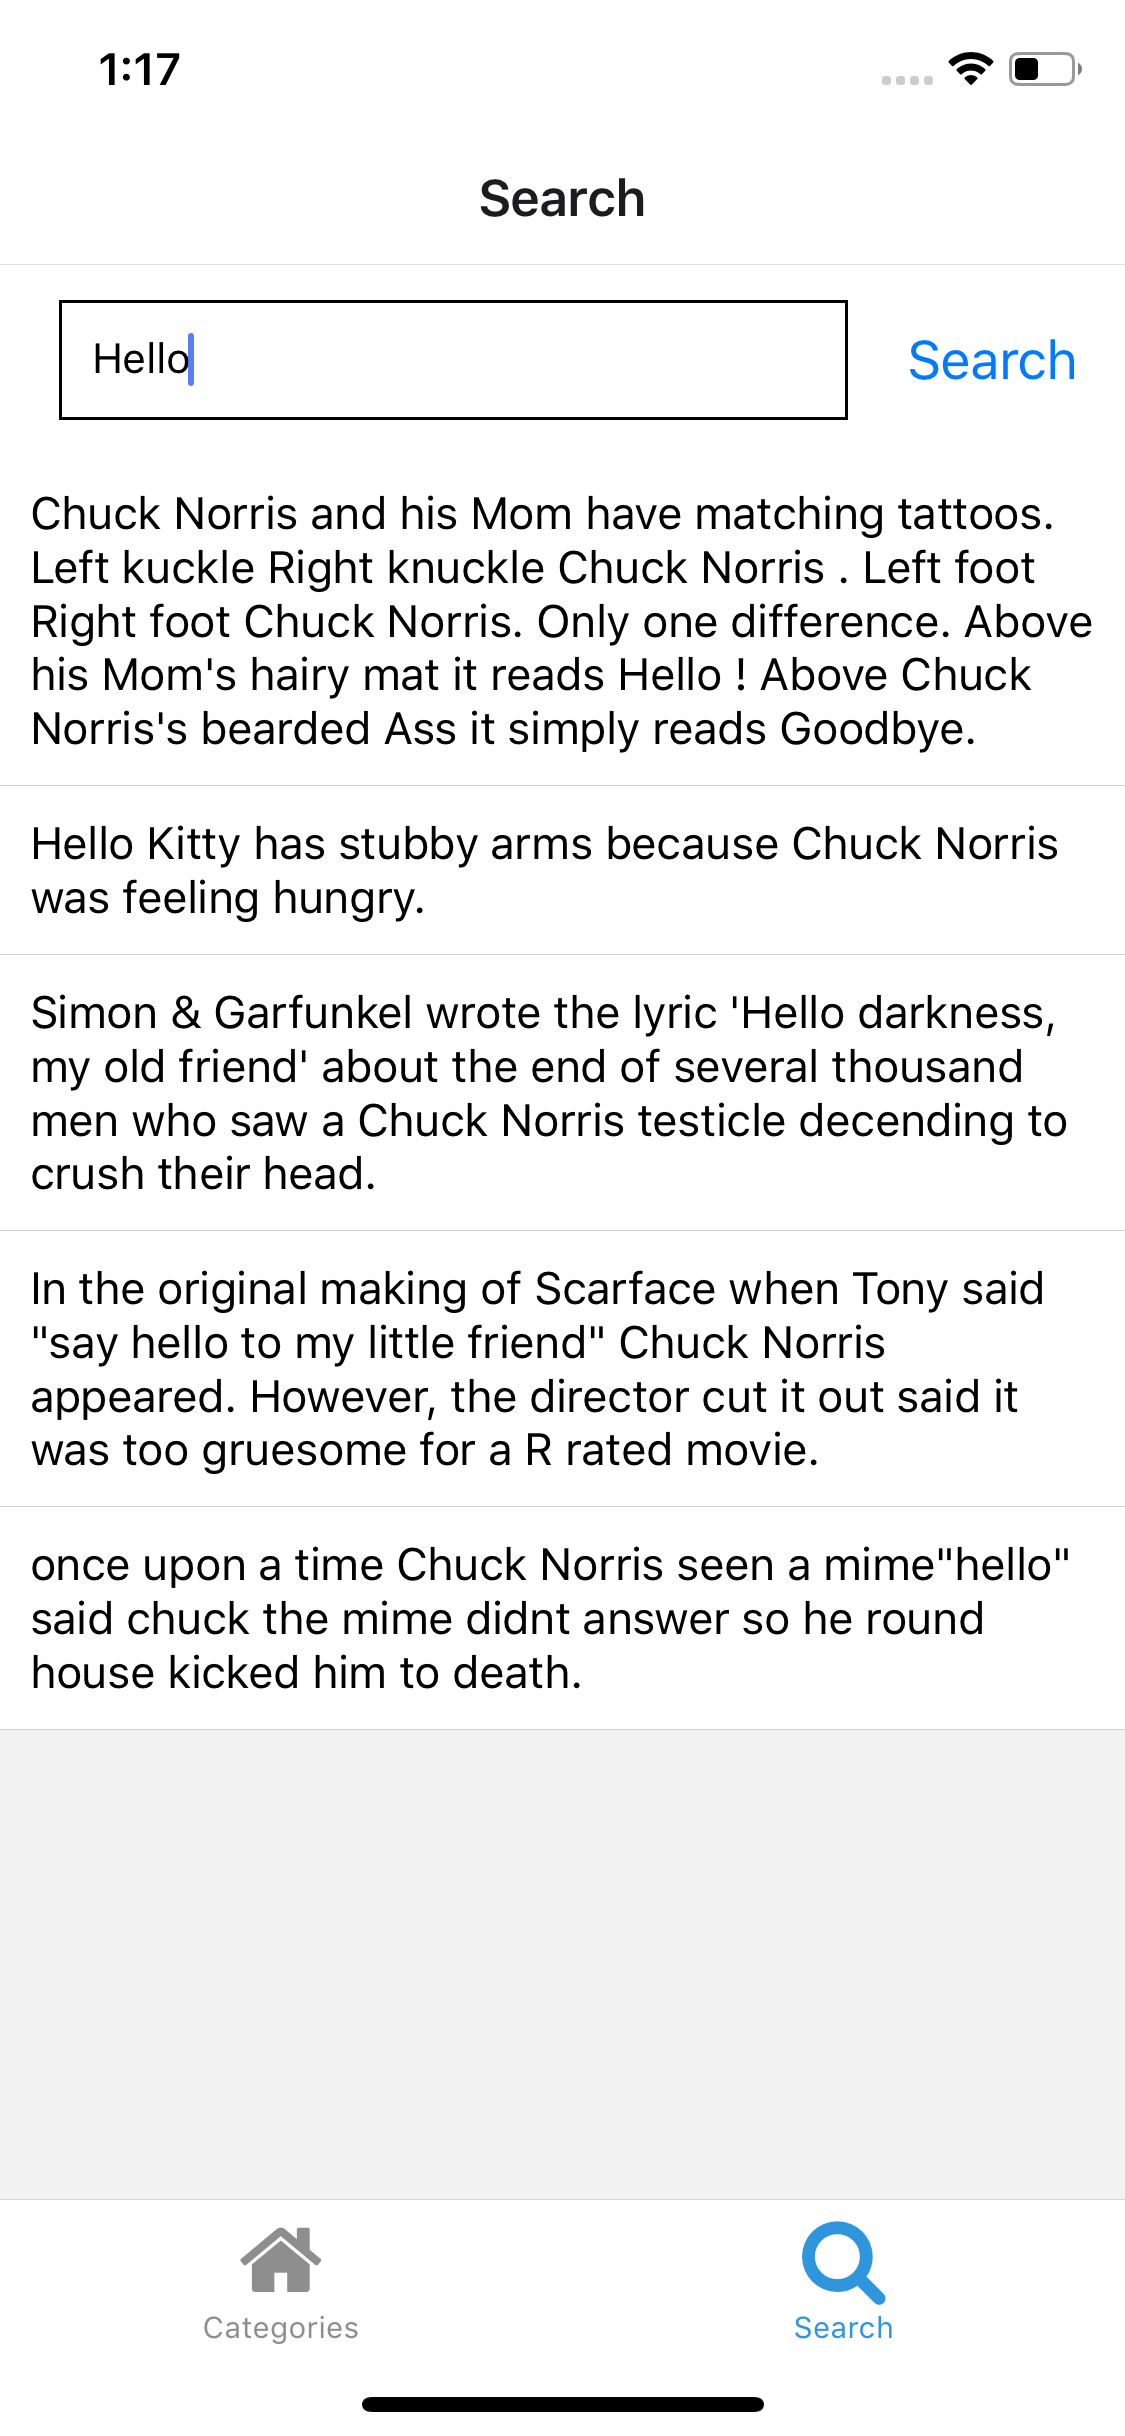 1:17
Search
Hello
Search
Chuck Norris and his Mom have matching tattoos.
Left kuckle Right knuckle Chuck Norris . Left foot
Right foot Chuck Norris. Only one difference. Above
his Mom's hairy mat it reads Hello ! Above Chuck
Norris's bearded Ass it simply reads Goodbye.
Hello Kitty has stubby arms because Chuck Norris
was feeling hungry.
Simon & Garfunkel wrote the lyric 'Hello darkness,
my old friend' about the end of several thousand
men who saw a Chuck Norris testicle decending to
crush their head.
In the original making of Scarface when Tony said
"say hello to my little friend" Chuck Norris
appeared. However, the director cut it out said it
was too gruesome for a R rated movie.
once upon a time Chuck Norris seen a mime"hello"
said chuck the mime didnt answer so he round
house kicked him to death.
Categories
Search